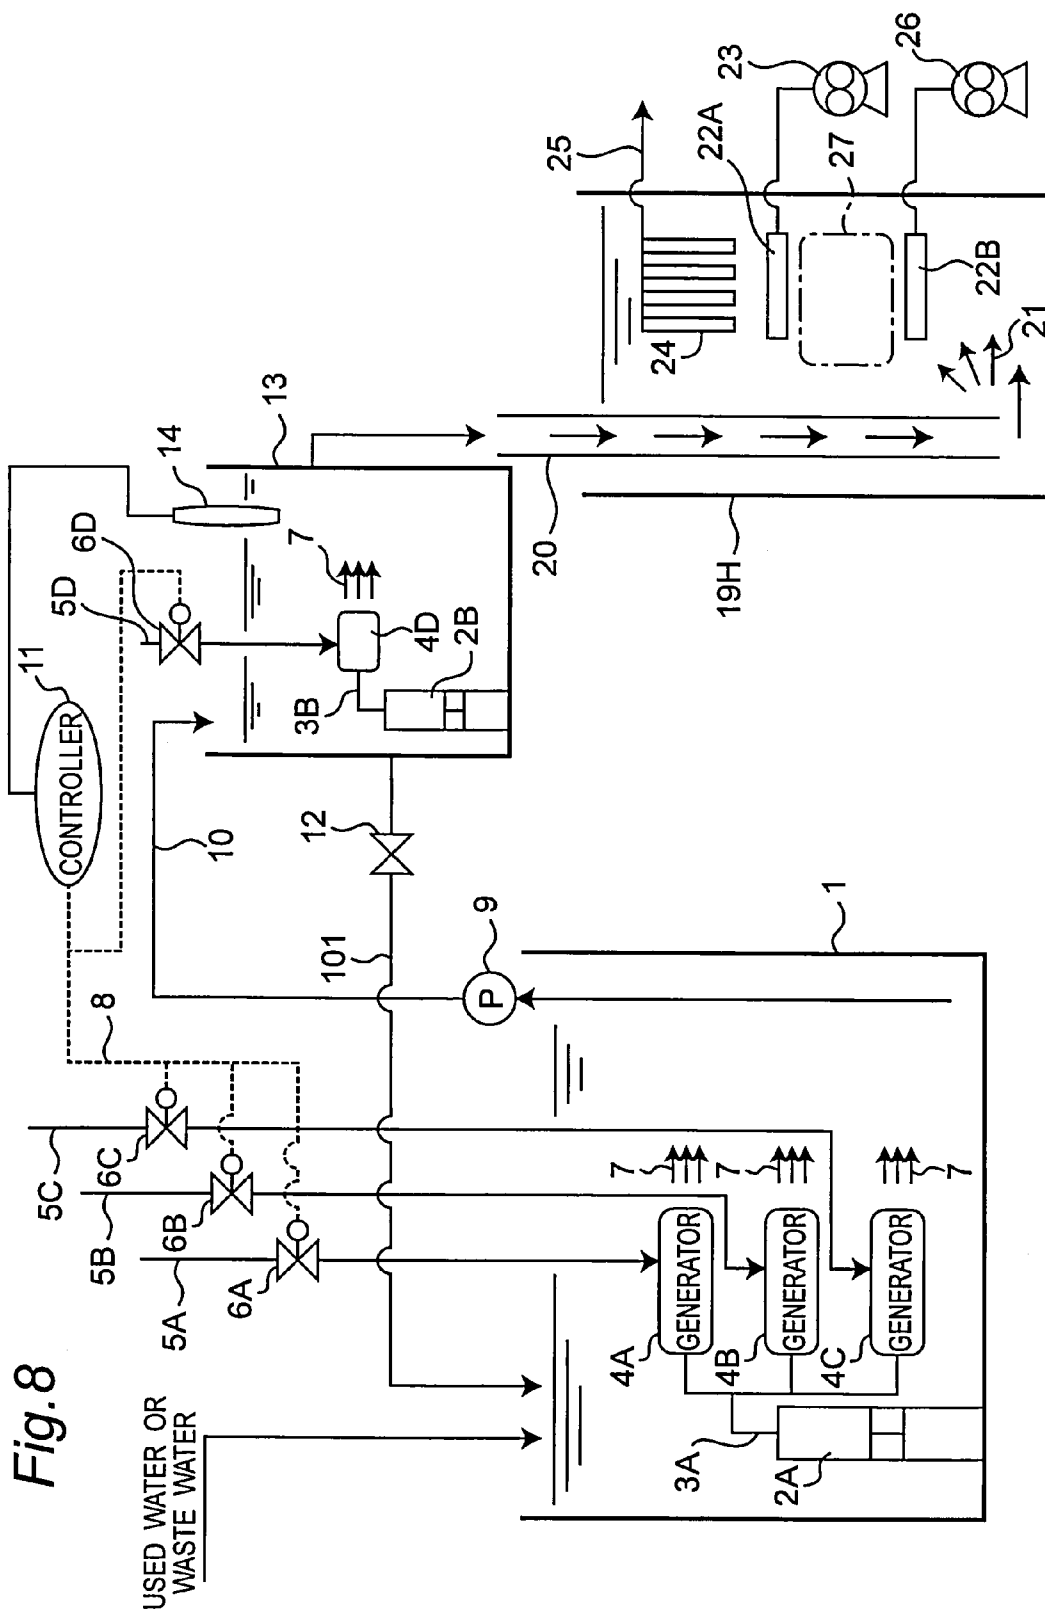 Fig.8
USED WATER OR
WASTE WATER
5A
5B
5C
6A
6B
6C
8
CONTROLLER
11
5D
6D
14
13
10
12
101
9
P
1
7
7
7
7
4A
4B
4C
GENERATOR
GENERATOR
GENERATOR
3A
2A
3B
4D
2B
20
19H
25
24
22A
23
27
22B
26
21